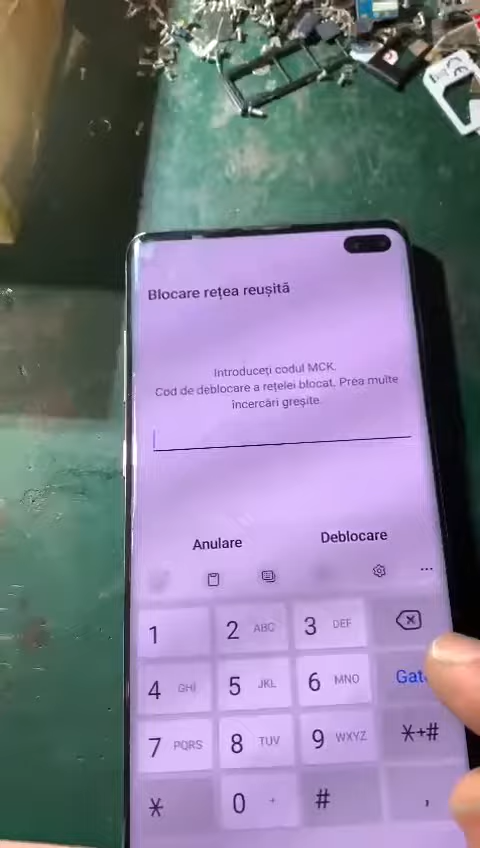 Blocare rețea reușită
Introduceți codul MCK.
Cod de deblocare a rețelei blocat. Prea multe
încercări greșite.
Anulare Deblocare
1 2 ABC 3 DEF
4 GHI 5 JKL 6 MNO
7 PQRS 8 TUV 9 WXYZ *+#
* 0 + # ,
CE